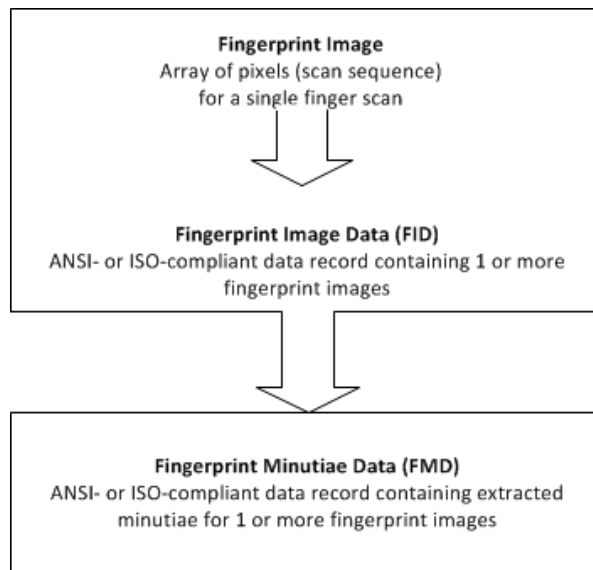 Fingerprint Image
Array of pixels (scan sequence)
for a single finger scan
Fingerprint Image Data (FID)
ANSI- or ISO-compliant data record containing 1 or more
fingerprint images
Fingerprint Minutiae Data (FMD)
ANSI- or ISO-compliant data record containing extracted
minutiae for 1 or more fingerprint images